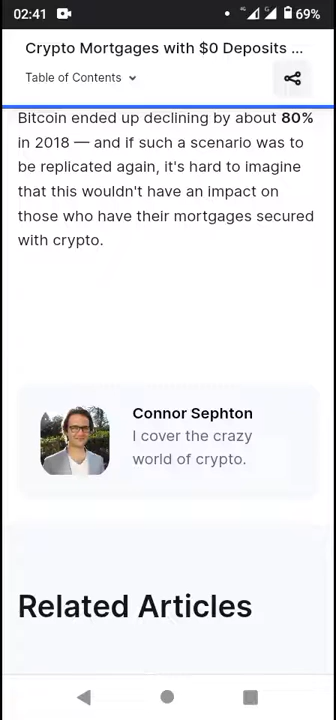 02:41 69%
Crypto Mortgages with $0 Deposits ...
Table of Contents
Bitcoin ended up declining by about 80%
in 2018 — and if such a scenario was to
be replicated again, it's hard to imagine
that this wouldn't have an impact on
those who have their mortgages secured
with crypto.
Connor Sephton
I cover the crazy
world of crypto.
Related Articles